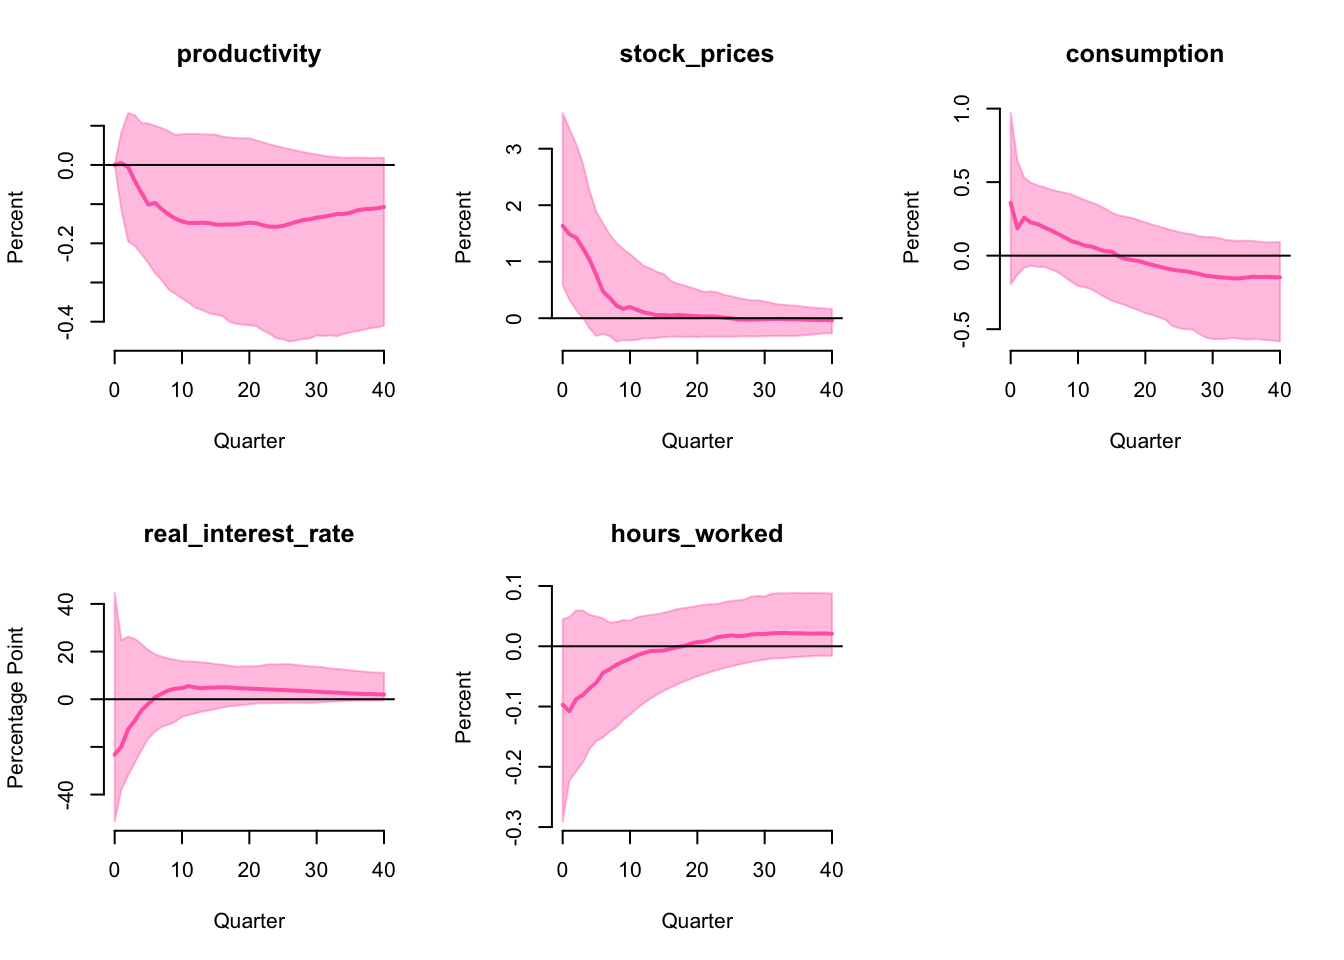 productivity
Percent
0.0
-0.2
-0.4
0 10 20 30 40
Quarter
stock_prices
Percent
3
2
1
0
0 10 20 30 40
Quarter
consumption
Percent
1.0
0.5
0.0
-0.5
0 10 20 30 40
Quarter
real_interest_rate
Percentage Point
40
20
0
-40
0 10 20 30 40
Quarter
hours_worked
Percent
0.1
0.0
-0.1
-0.2
-0.3
0 10 20 30 40
Quarter